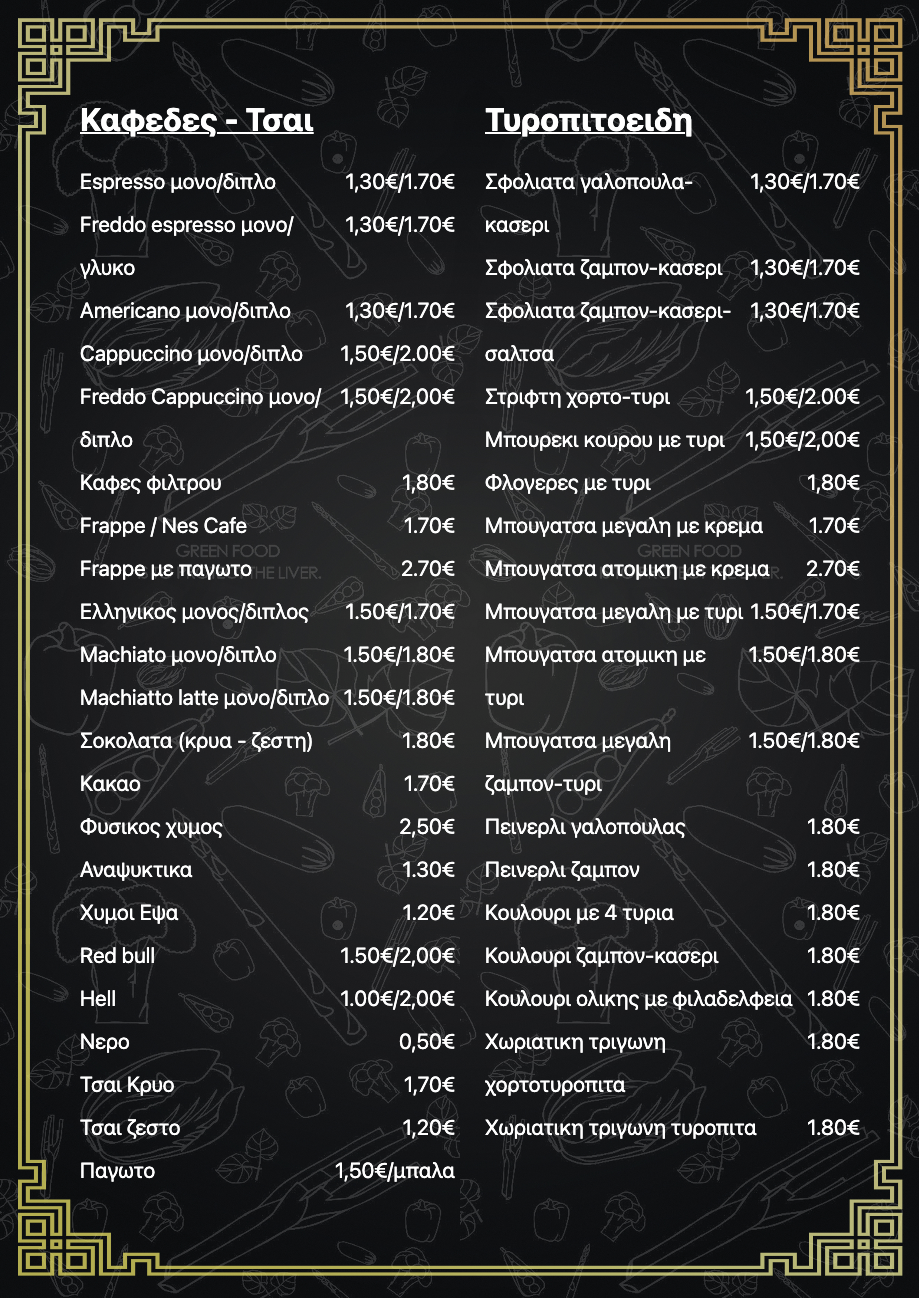 Καφεδες - Τσαι
Espresso μονο/διπλο 1,30€/1.70€
Freddo espresso μονο/ 1,30€/1.70€
γλυκο
Americano μονο/διπλο 1,30€/1.70€
Cappuccino μονο/διπλο 1,50€/2.00€
Freddo Cappuccino μονο/ 1,50€/2,00€
διπλο
Καφες φιλτρου 1,80€
Frappe / Nes Cafe 1.70€
GREEN FOOD
Frappe με παγωτο 2.70€
THE LIVER.
Ελληνικος μονος/διπλος 1.50€/1.70€
Machiato μονο/διπλο 1.50€/1.80€
Machiatto latte μονο/διπλο 1.50€/1.80€
Σοκολατα (κρυα - ζεστη) 1.80€
Κακαο 1.70€
Φυσικος χυμος 2,50€
Αναψυκτικα 1.30€
Χυμοι Εψα 1.20€
Red bull 1.50€/2,00€
Hell 1.00€/2,00€
Νερο 0,50€
Τσαι Κρυο 1,70€
Τσαι ζεστο 1,20€
Παγωτο 1,50€/μπαλα
Τυροπιτοειδη
Σφολιατα γαλοπουλα- 1,30€/1.70€
κασερι
Σφολιατα ζαμπον-κασερι 1,30€/1.70€
Σφολιατα ζαμπον-κασερι- 1,30€/1.70€
σαλτσα
Στριφτη χορτο-τυρι 1,50€/2.00€
Μπουρεκι κουρου με τυρι 1,50€/2,00€
Φλογερες με τυρι 1,80€
Μπουγατσα μεγαλη με κρεμα 1.70€
GREEN FOOD
Μπουγατσα ατομικη με κρεμα 2.70€
Μπουγατσα μεγαλη με τυρι 1.50€/1.70€
Μπουγατσα ατομικη με 1.50€/1.80€
τυρι
Μπουγατσα μεγαλη 1.50€/1.80€
ζαμπον-τυρι
Πεινερλι γαλοπουλας 1.80€
Πεινερλι ζαμπον 1.80€
Κουλουρι με 4 τυρια 1.80€
Κουλουρι ζαμπον-κασερι 1.80€
Κουλουρι ολικης με φιλαδελφεια 1.80€
Χωριατικη τριγωνη 1.80€
χορτοτυροπιτα
Χωριατικη τριγωνη τυροπιτα 1.80€